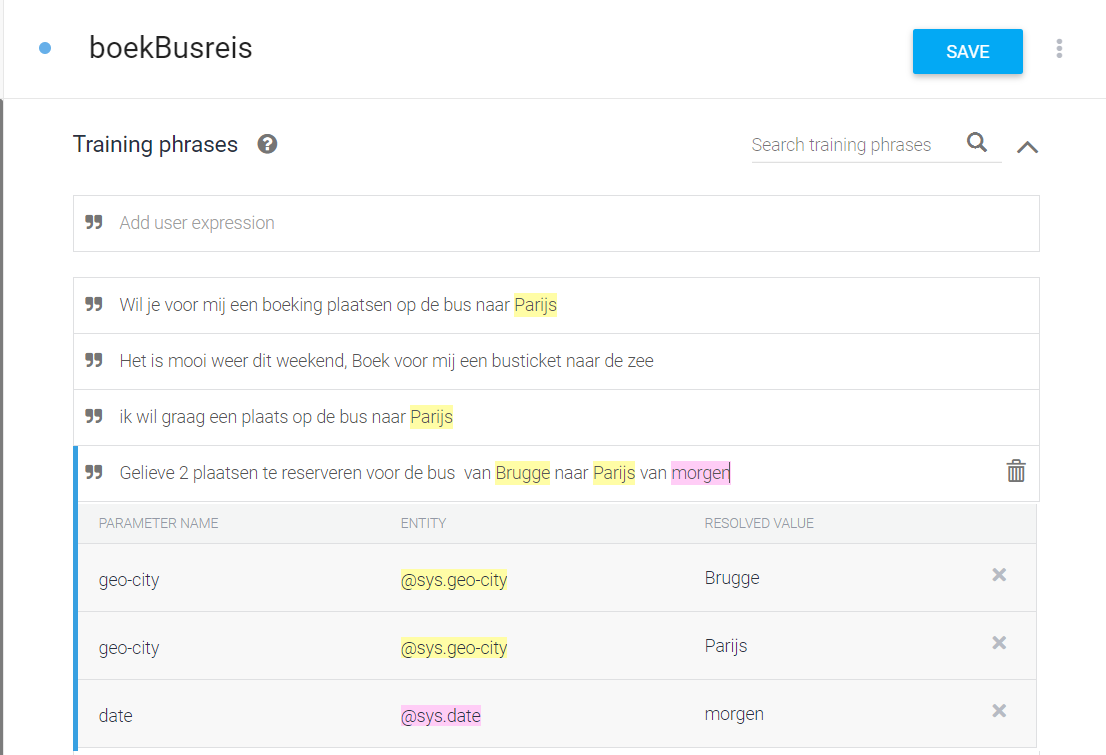 boekBusreis
SAVE
Training phrases
Search training phrases
Add user expression
Wil je voor mij een boeking plaatsen op de bus naar Parijs
Het is mooi weer dit weekend, Boek voor mij een busticket naar de zee
ik wil graag een plaats op de bus naar Parijs
Gelieve 2 plaatsen te reserveren voor de bus  van Brugge naar Parijs van morgen
PARAMETER NAME ENTITY RESOLVED VALUE
geo-city @sys.geo-city Brugge
geo-city @sys.geo-city Parijs
date @sys.date morgen